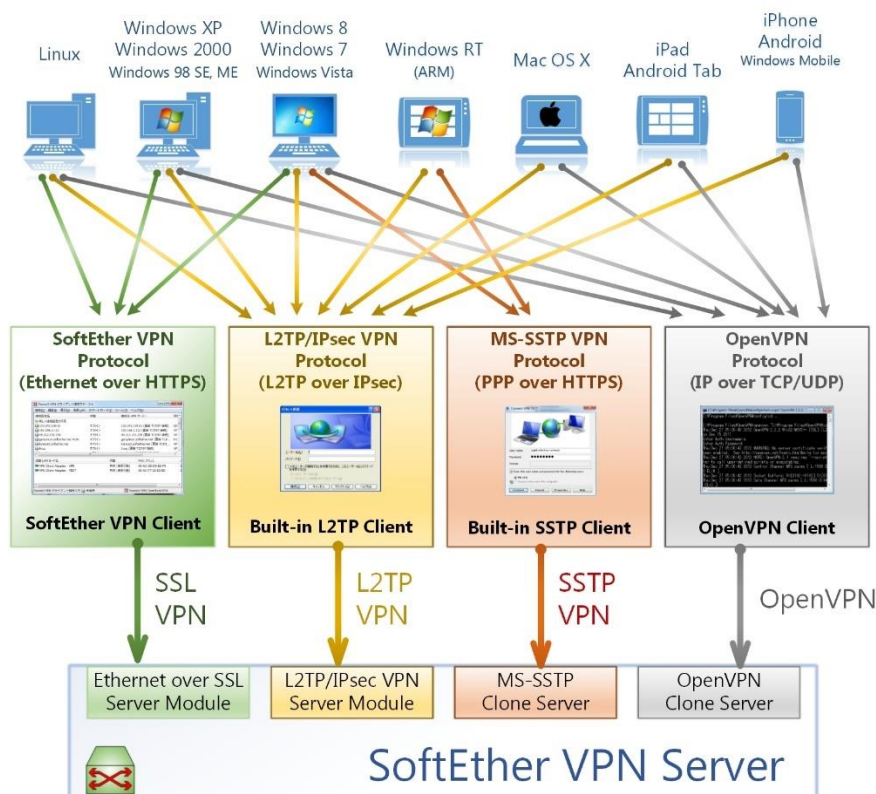 Linux
Windows XP
Windows 2000
Windows 98 SE, ME
Windows 8
Windows 7
Windows Vista
Windows RT
(ARM)
Mac OS X
iPad
Android Tab
iPhone
Android
Windows Mobile
SoftEther VPN
Protocol
(Ethernet over HTTPS)
SoftEther VPN Client
L2TP/IPsec VPN
Protocol
(L2TP over IPsec)
Built-in L2TP Client
MS-SSTP VPN
Protocol
(PPP over HTTPS)
Built-in SSTP Client
OpenVPN
Protocol
(IP over TCP/UDP)
OpenVPN Client
SSL
VPN
L2TP
VPN
SSTP
VPN
OpenVPN
Ethernet over SSL
Server Module
L2TP/IPsec VPN
Server Module
MS-SSTP
Clone Server
OpenVPN
Clone Server
SoftEther VPN Server